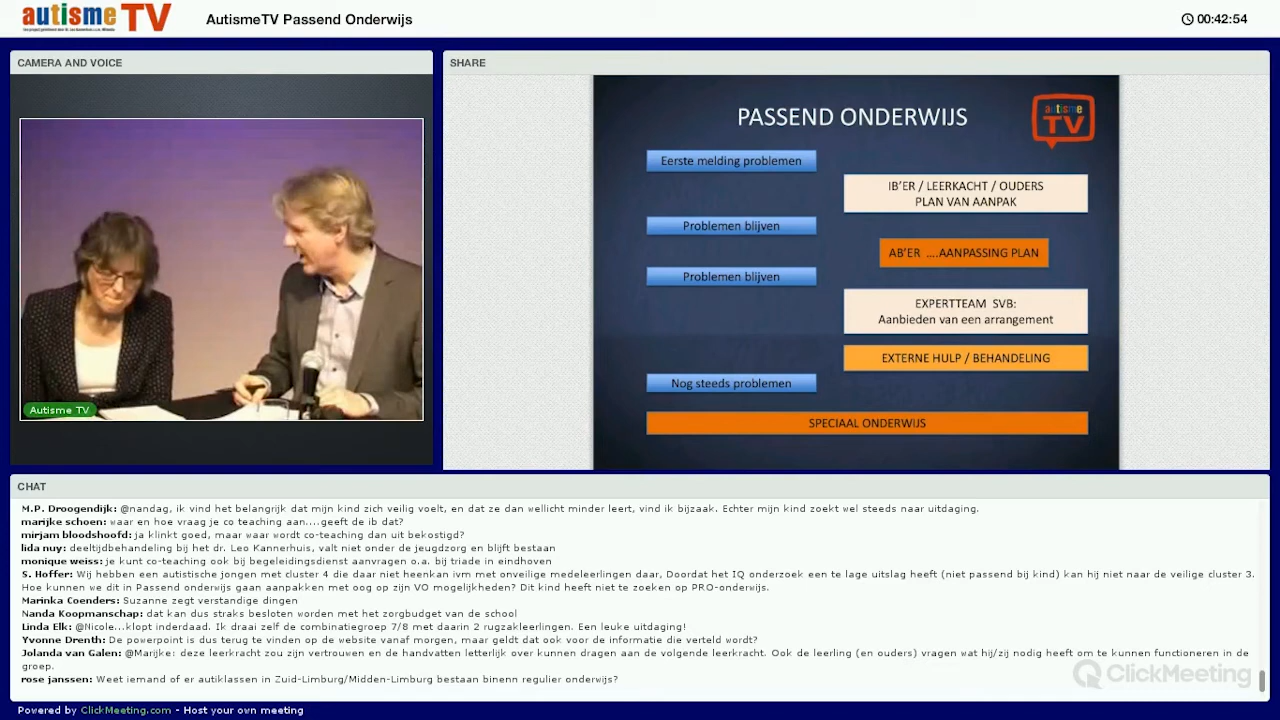 autisme TV
AutismeTV Passend Onderwijs
00:42:54
CAMERA AND VOICE
SHARE
PASSEND ONDERWIJS
autisme
TV
Eerste melding problemen
IB'ER / LEERKACHT / OUDERS
PLAN VAN AANPAK
Problemen blijven
AB'ER ....AANPASSING PLAN
Problemen blijven
EXPERTTEAM SVB:
Aanbieden van een arrangement
EXTERNE HULP / BEHANDELING
Nog steeds problemen
SPECIAAL ONDERWIJS
Autisme TV
CHAT
M.P. Droogendijk: @nandag, ik vind het belangrijk dat mijn kind zich veilig voelt, en dat ze dan wellicht minder leert, vind ik bijzaak. Echter mijn kind zoekt wel steeds naar uitdaging.
marijke schoen: waar en hoe vraag je co teaching aan....geeft de ib dat?
mirjam bloodshoofd: ja klinkt goed, maar waar wordt co-teaching dan uit bekostigd?
lida nuy: deeltijdbehandeling bij het dr. Leo Kannerhuis, valt niet onder de jeugdzorg en blijft bestaan
monique weiss: je kunt co-teaching ook bij begeleidingsdienst aanvragen o.a. bij triade in eindhoven
S. Hoffer: Wij hebben een autistische jongen met cluster 4 die daar niet heenkan ivm met onveilige medeleerlingen daar, Doordat het IQ onderzoek een te lage uitslag heeft (niet passend bij kind) kan hij niet naar de veilige cluster 3.
Hoe kunnen we dit in Passend onderwijs gaan aanpakken met oog op zijn VO mogelijkheden? Dit kind heeft niet te zoeken op PRO-onderwijs.
Marinka Coenders: Suzanne zegt verstandige dingen
Nanda Koopmanschap: dat kan dus straks besloten worden met het zorgbudget van de school
Linda Elk: @Nicole...klopt inderdaad. Ik draai zelf de combinatiegroep 7/8 met daarin 2 rugzakleerlingen. Een leuke uitdaging!
Yvonne Drenth: De powerpoint is dus terug te vinden op de website vanaf morgen, maar geldt dat ook voor de informatie die verteld wordt?
Jolanda van Galen: @Marijke: deze leerkracht zou zijn vertrouwen en de handvatten letterlijk over kunnen dragen aan de volgende leerkracht. Ook de leerling (en ouders) vragen wat hij/zij nodig heeft om te kunnen functioneren in de
groep.
rose janssen: Weet iemand of er autiklassen in Zuid-Limburg/Midden-Limburg bestaan binenn regulier onderwijs?
ClickMeeting
Powered by ClickMeeting.com - Host your own meeting